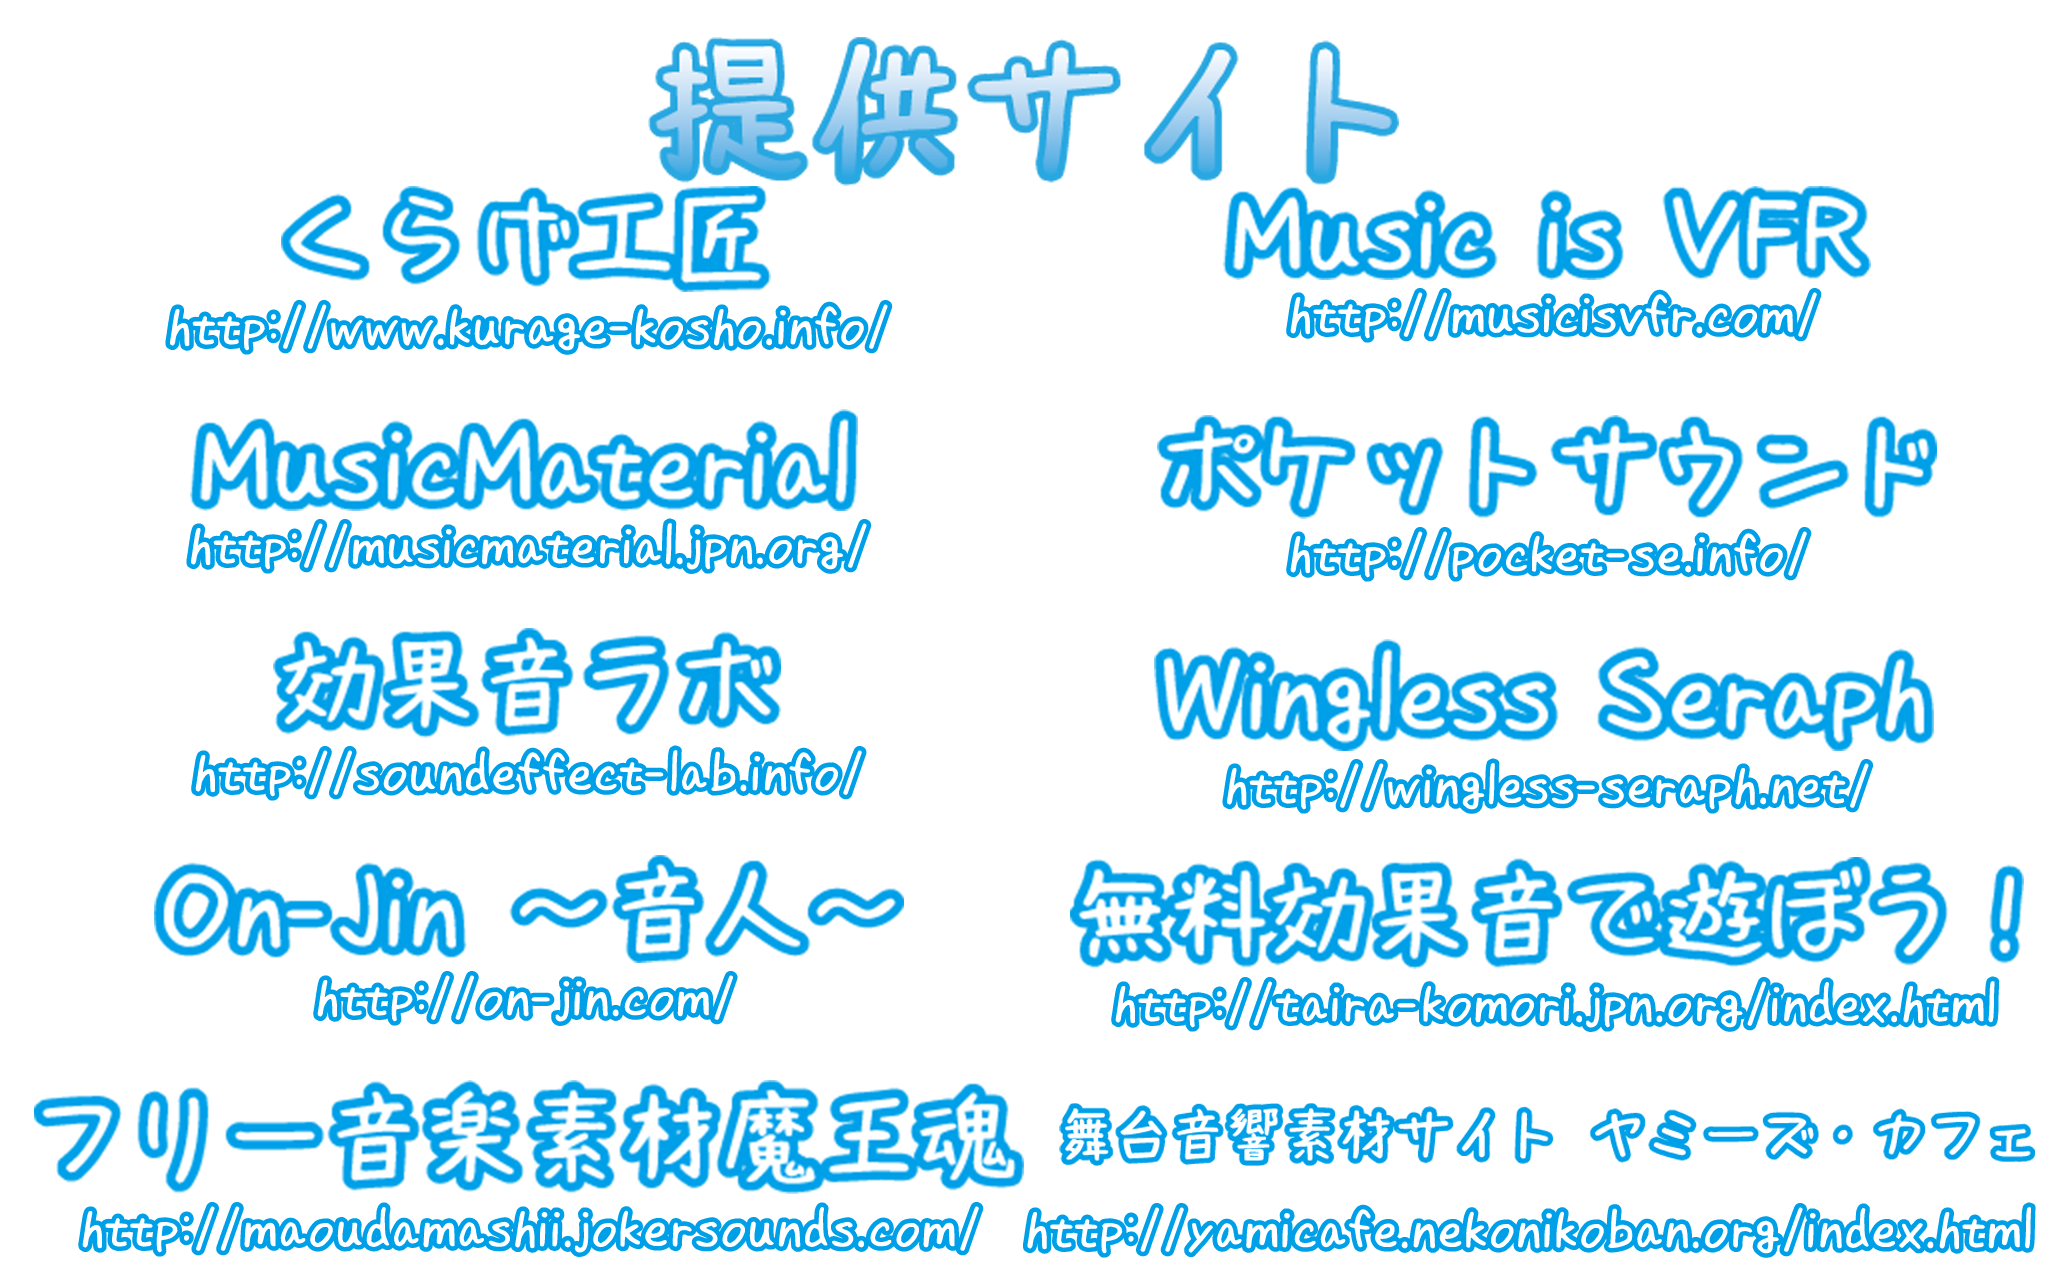 提供サイト
くらげ工匠
http://www.kurage-kosho.info/
Music is VFR
http://musicisvfr.com/
MusicMaterial
http://musicmaterial.jpn.org/
ポケットサウンド
http://pocket-se.info/
効果音ラボ
http://soundeffect-lab.info/
Wingless Seraph
http://wingless-seraph.net/
On-Jin ～音人～
http://on-jin.com/
無料効果音で遊ぼう！
http://taira-komori.jpn.org/index.html
フリー音楽素材魔王魂
http://maoudamashii.jokersounds.com/
舞台音響素材サイト ヤミーズ・カフェ
http://yamicafe.nekonikoban.org/index.html